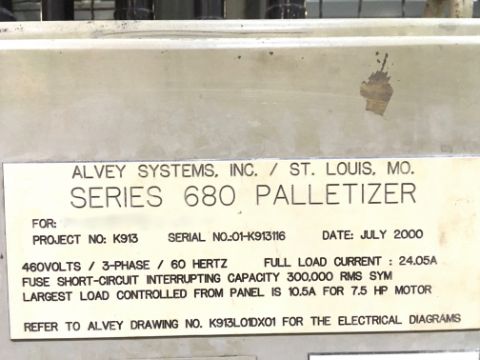 ALVEY SYSTEMS, INC. / ST. LOUIS, MO.
SERIES 680 PALLETIZER
FOR:
PROJECT NO: K913 SERIAL NO.:01-K913116 DATE: JULY 2000
460VOLTS / 3-PHASE / 60 HERTZ FULL LOAD CURRENT : 24.05A
FUSE SHORT-CIRCUIT INTERRUPTING CAPACITY 300,000 RMS SYM
LARGEST LOAD CONTROLLED FROM PANEL IS 10.5A FOR 7.5 HP MOTOR
REFER TO ALVEY DRAWING NO. K913L01DX01 FOR THE ELECTRICAL DIAGRAMS